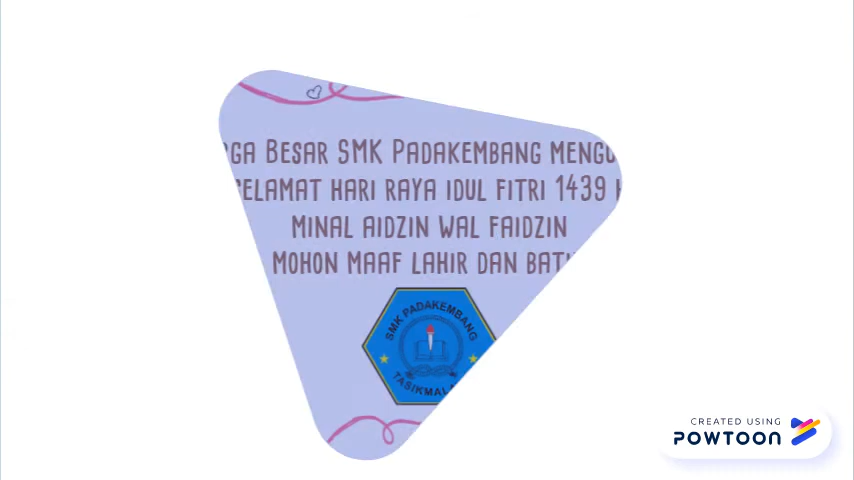 BESAR SMK PADAKEMBANG
HARI RAYA IDUL FITRI 1439
MINAL AIDZIN WAL FAIDZIN
MOHON MAAF LAHIR DAN
SMK PADAKEMBANG
CREATED USING
POWTOON